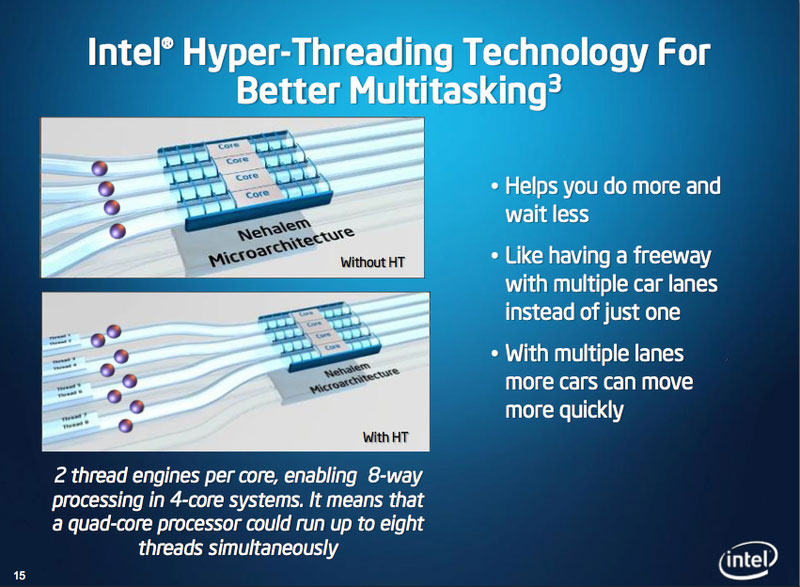 Intel® Hyper-Threading Technology For
Better Multitasking3
Core
Core
Core
Core
Nehalem
Microarchitecture
Without HT
Thread 1
Thread 2
Thread 3
Thread 4
Thread 5
Thread 6
Thread 7
Thread 8
Core
Core
Core
Core
Nehalem
Microarchitecture
With HT
2 thread engines per core, enabling 8-way
processing in 4-core systems. It means that
a quad-core processor could run up to eight
threads simultaneously
• Helps you do more and
wait less
• Like having a freeway
with multiple car lanes
instead of just one
• With multiple lanes
more cars can move
more quickly
15
intel